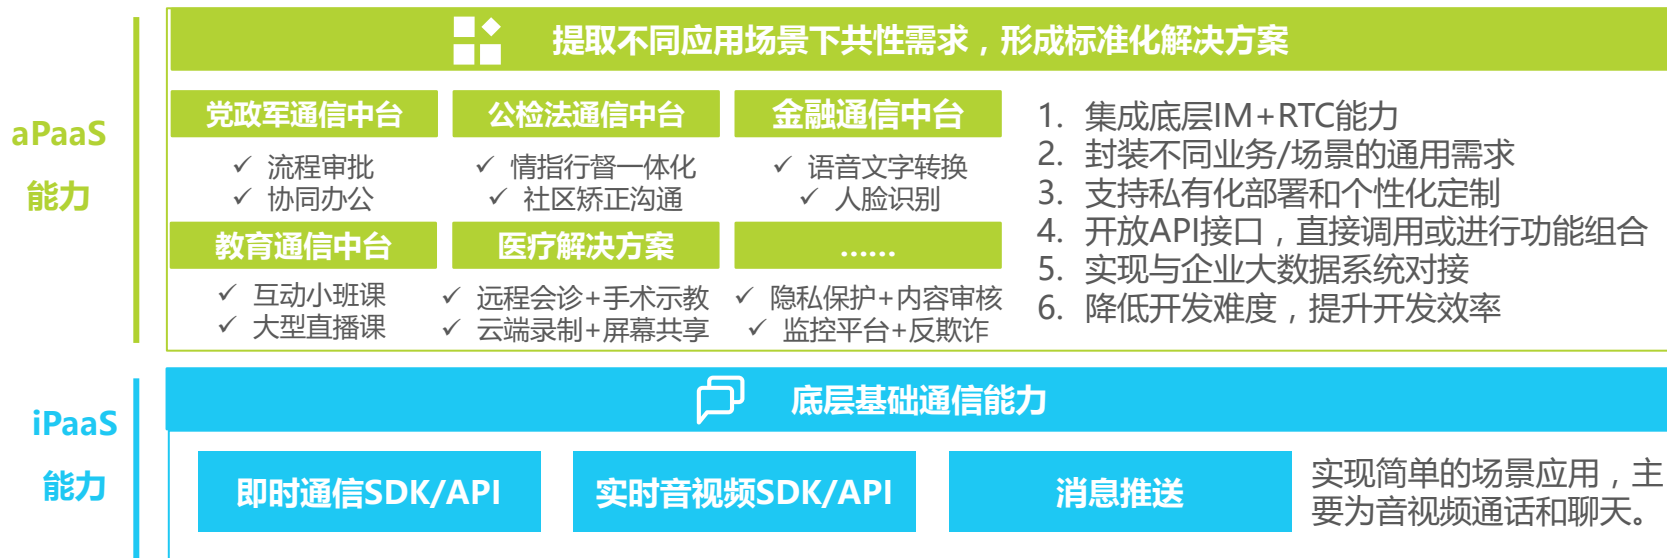 提取不同应用场景下共性需求，形成标准化解决方案
aPaaS
能力
党政军通信中台
✓ 流程审批
✓ 协同办公
公检法通信中台
✓ 情指行督一体化
✓ 社区矫正沟通
金融通信中台
✓ 语音文字转换
✓ 人脸识别
教育通信中台
✓ 互动小班课
✓ 大型直播课
医疗解决方案
✓ 远程会诊+手术示教
✓ 云端录制+屏幕共享
……
✓ 隐私保护+内容审核
✓ 监控平台+反欺诈
1. 集成底层IM+RTC能力
2. 封装不同业务/场景的通用需求
3. 支持私有化部署和个性化定制
4. 开放API接口，直接调用或进行功能组合
5. 实现与企业大数据系统对接
6. 降低开发难度，提升开发效率
iPaaS
能力
底层基础通信能力
即时通信SDK/API
实时音视频SDK/API
消息推送
实现简单的场景应用，主
要为音视频通话和聊天。